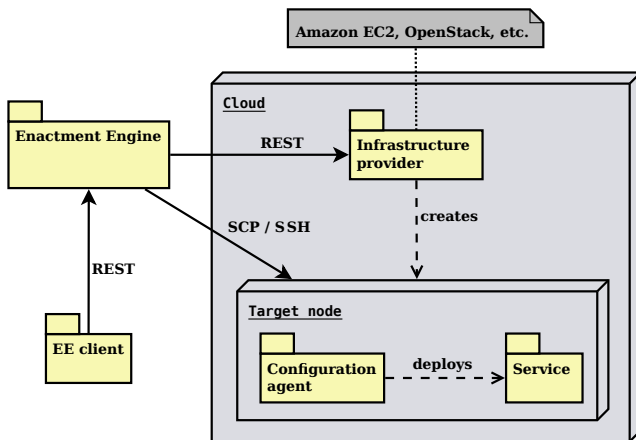 Amazon EC2, OpenStack, etc.
Cloud
Enactment Engine
REST
Infrastructure
provider
SCP / SSH
creates
REST
Target node
EE client
Configuration
agent
deploys
Service